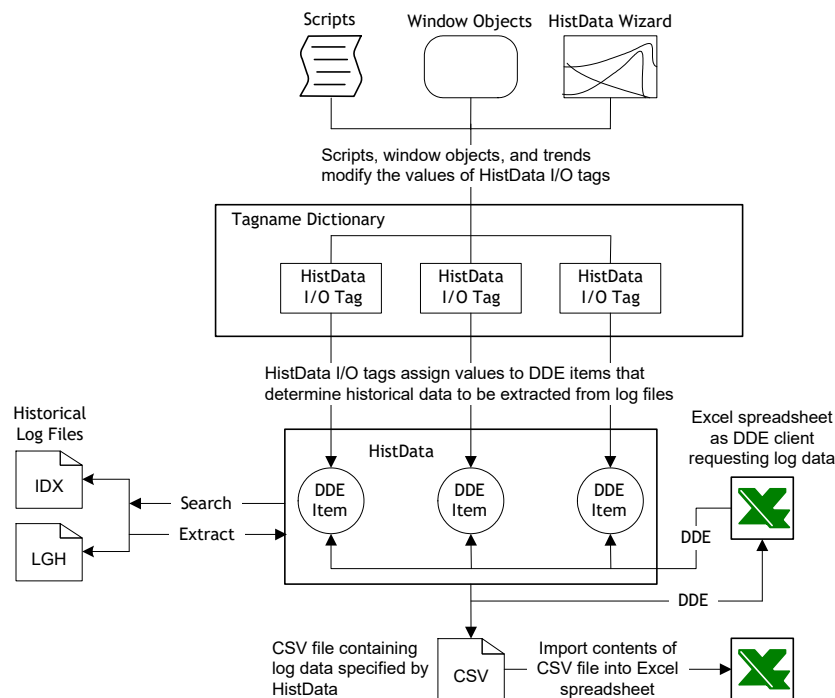 Scripts
Window Objects
HistData Wizard
Scripts, window objects, and trends
modify the values of HistData I/O tags
Tagname Dictionary
HistData
I/O Tag
HistData
I/O Tag
HistData
I/O Tag
HistData I/O tags assign values to DDE items that
determine historical data to be extracted from log files
Historical
Log Files
IDX
LGH
Search
Extract
HistData
DDE
Item
DDE
Item
DDE
Item
Excel spreadsheet
as DDE client
requesting log data
DDE
DDE
CSV file containing
log data specified by
HistData
CSV
Import contents of
CSV file into Excel
spreadsheet